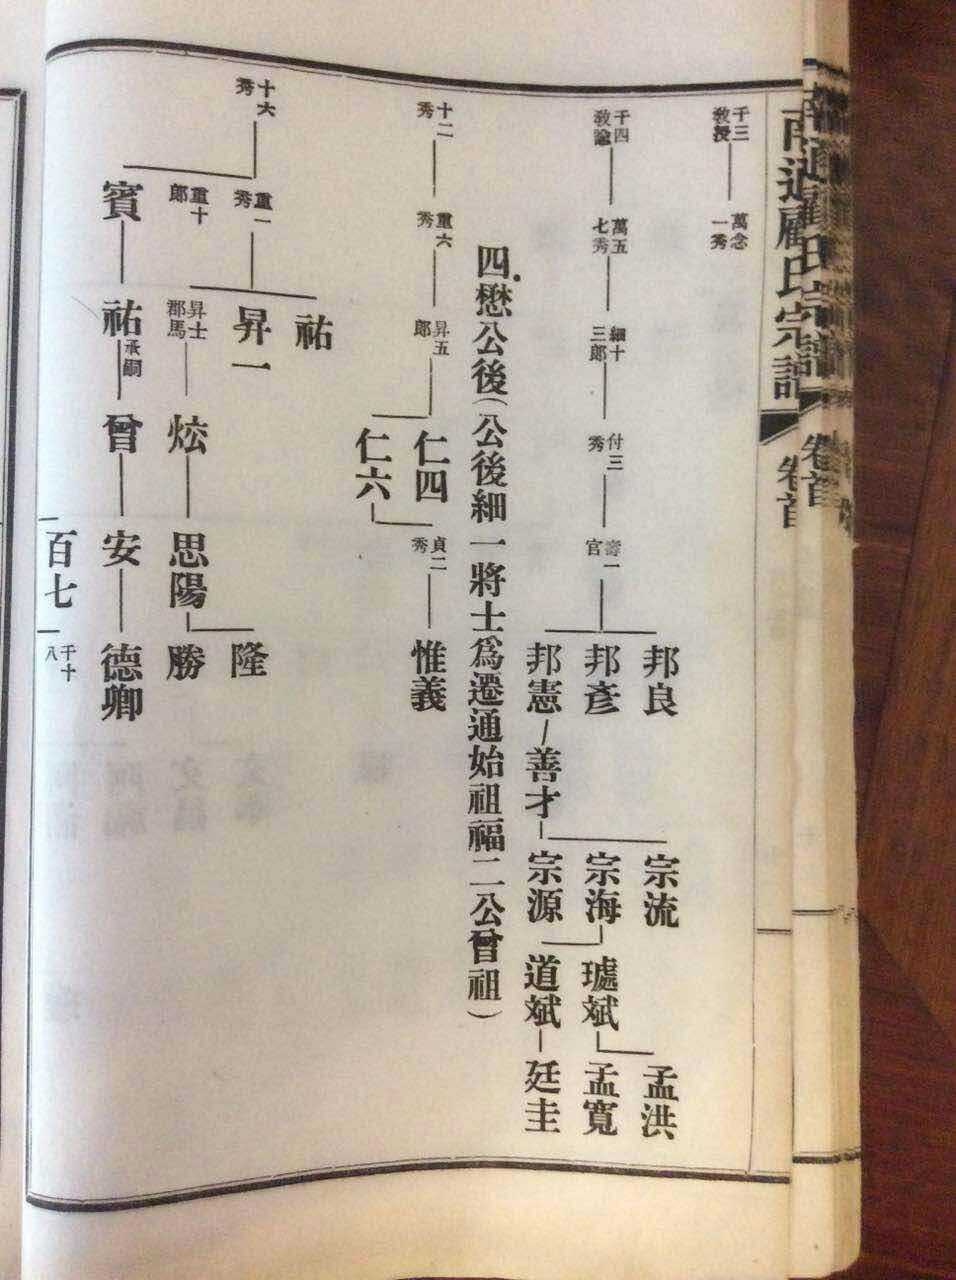 南通顧氏宗譜 卷首
千三教授 萬念一秀
千四教諭 萬五七秀 細十三郎 付三秀 壽一官
邦良 宗流 孟洪
邦彥 宗海 璩斌 孟寬
邦憲 善才 宗源 道斌 廷圭
四懋公後（公後細一將士爲遷通始祖福二公曾祖）
十二秀 重六秀 昇五郎 仁四 貞二秀 惟義
仁六
祐
十六秀 重一秀 昇一 隆
重十郎 昇士郡馬 炫 思陽 勝
賓 祐承嗣 曾 安 德卿
百七 千十八